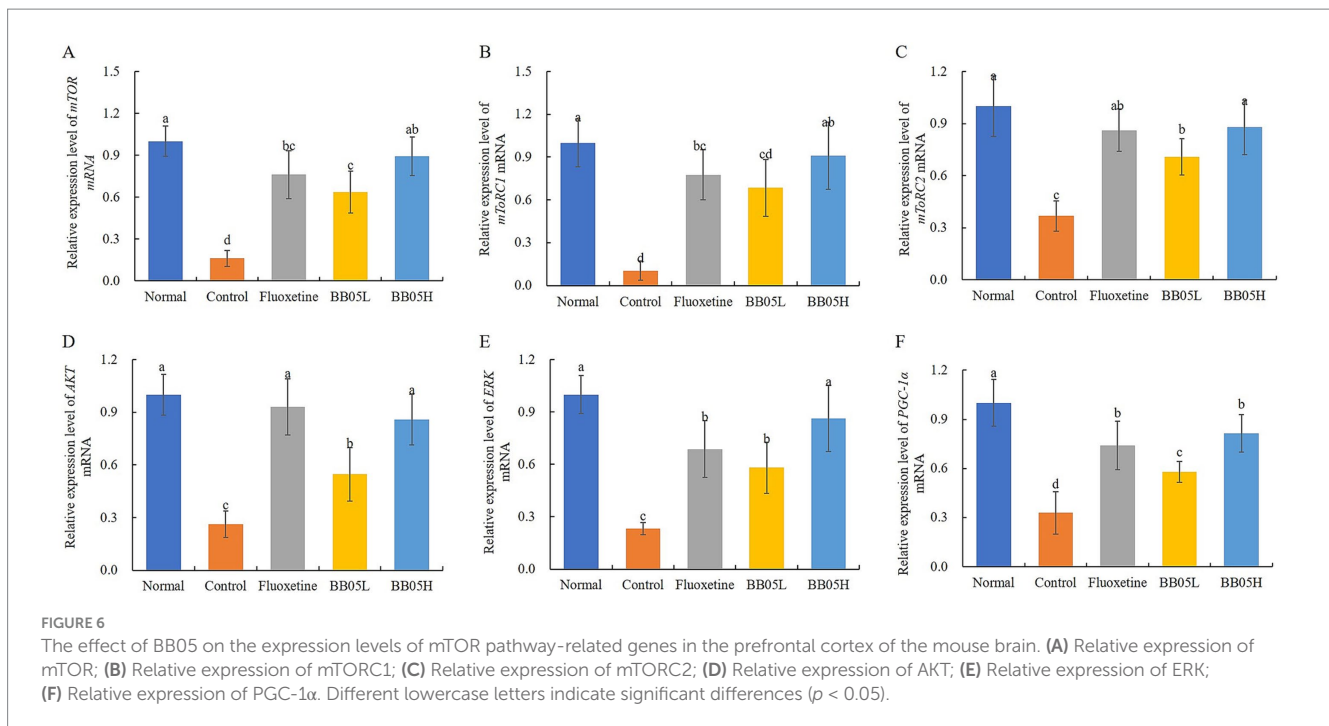 A
Relative expression level of mTOR
mRNA
1.5
1.2
0.9
0.6
0.3
0.0
a
d
bc
c
ab
Normal Control Fluoxetine BB05L BB05H
B
Relative expression level of
mToRC1 mRNA
1.5
1.2
0.9
0.6
0.3
0.0
a
d
bc
cd
ab
Normal Control Fluoxetine BB05L BB05H
C
Relative expression level of
mToRC2 mRNA
1.2
0.9
0.6
0.3
0.0
a
c
ab
b
a
Normal Control Fluoxetine BB05L BB05H
D
Relative expression level of AKT
mRNA
1.2
0.9
0.6
0.3
0.0
a
c
a
b
a
Normal Control Fluoxetine BB05L BB05H
E
Relative expression level of ERK
mRNA
1.2
0.9
0.6
0.3
0.0
a
c
b
b
a
Normal Control Fluoxetine BB05L BB05H
F
Relative expression level of PGC-1α
mRNA
1.2
0.9
0.6
0.3
0.0
a
d
b
c
b
Normal Control Fluoxetine BB05L BB05H
FIGURE 6
The effect of BB05 on the expression levels of mTOR pathway-related genes in the prefrontal cortex of the mouse brain. (A) Relative expression of
mTOR; (B) Relative expression of mTORC1; (C) Relative expression of mTORC2; (D) Relative expression of AKT; (E) Relative expression of ERK;
(F) Relative expression of PGC-1α. Different lowercase letters indicate significant differences (p < 0.05).